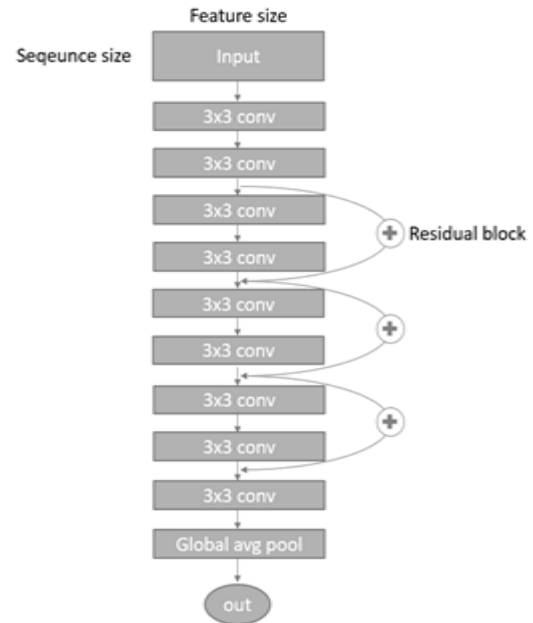 Feature size
Seqeunce size
Input
3x3 conv
3x3 conv
3x3 conv
3x3 conv
Residual block
3x3 conv
3x3 conv
3x3 conv
3x3 conv
3x3 conv
Global avg pool
out